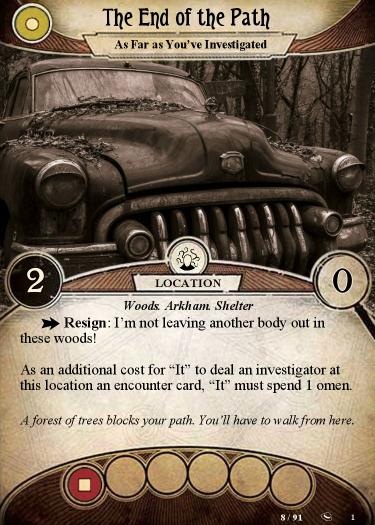 The End of the Path
As Far as You've Investigated
2
0
LOCATION
Woods. Arkham. Shelter
Resign: I'm not leaving another body out in
these woods!
As an additional cost for “It” to deal an investigator at
this location an encounter card, “It” must spend 1 omen.
A forest of trees blocks your path. You'll have to walk from here.
8 / 91
1